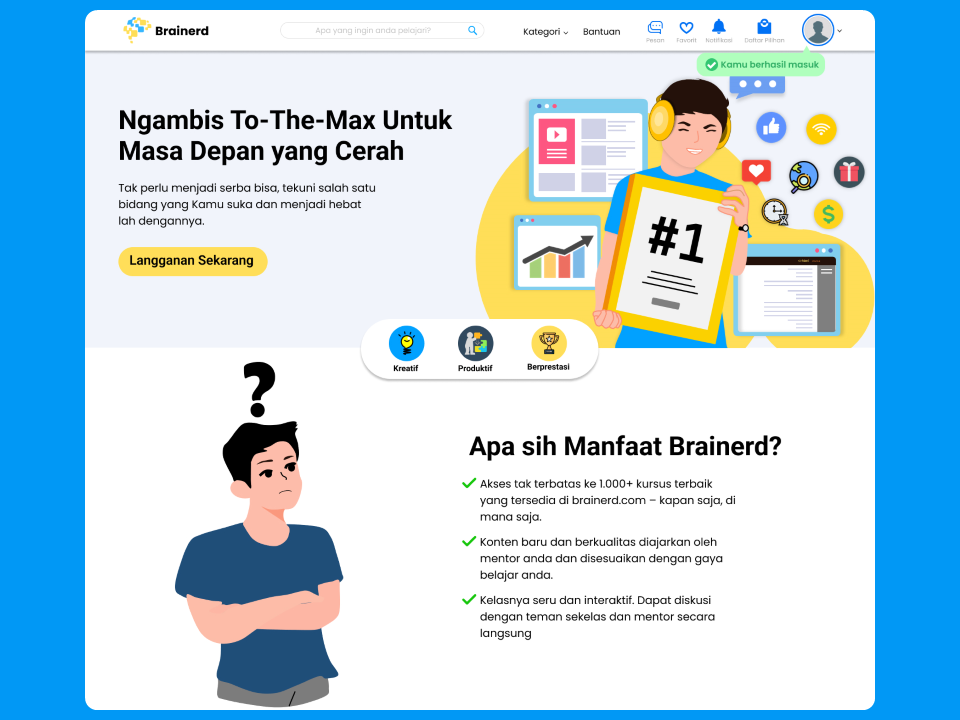 Brainerd
Apa yang ingin anda pelajari?
Kategori
Bantuan
Pesan
Favorit
Notifikasi
Daftar Pilihan
Kamu berhasil masuk
Ngambis To-The-Max Untuk
Masa Depan yang Cerah
Tak perlu menjadi serba bisa, tekuni salah satu
bidang yang Kamu suka dan menjadi hebat
lah dengannya.
Langganan Sekarang
#1
$
Kreatif
Produktif
Berprestasi
?
Apa sih Manfaat Brainerd?
Akses tak terbatas ke 1.000+ kursus terbaik
yang tersedia di brainerd.com – kapan saja, di
mana saja.
Konten baru dan berkualitas diajarkan oleh
mentor anda dan disesuaikan dengan gaya
belajar anda.
Kelasnya seru dan interaktif. Dapat diskusi
dengan teman sekelas dan mentor secara
langsung